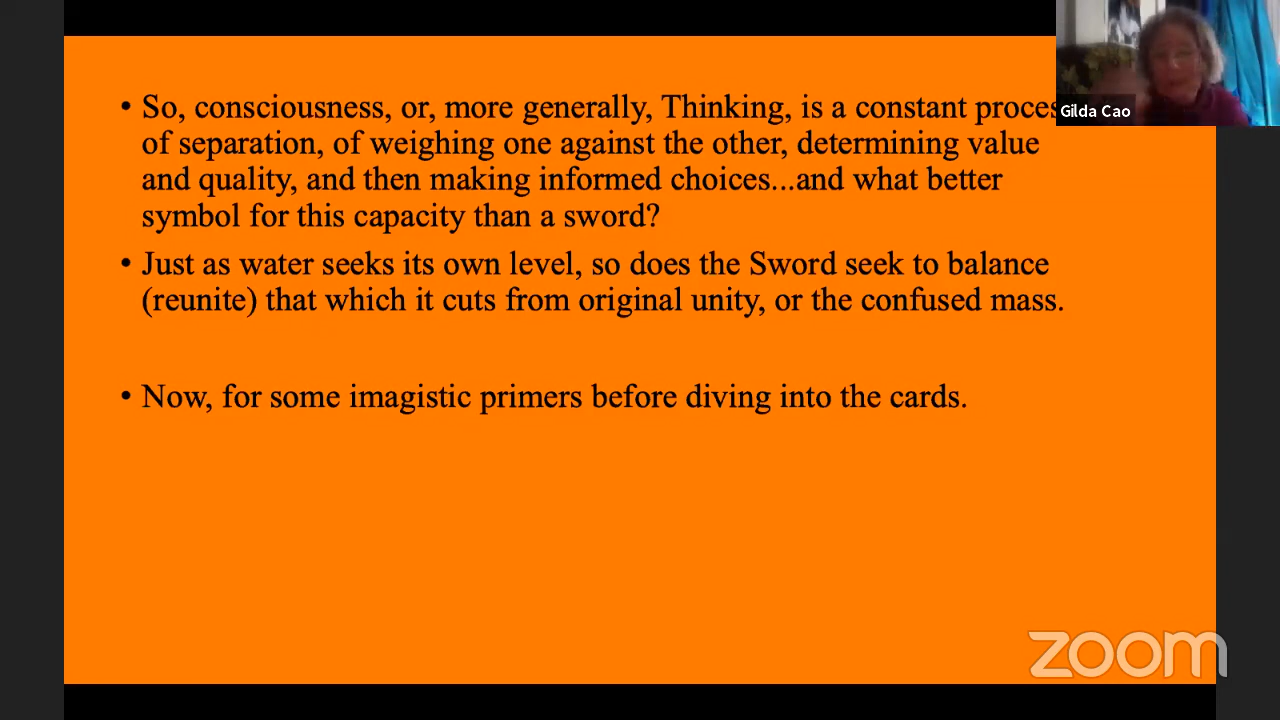 • So, consciousness, or, more generally, Thinking, is a constant proces
of separation, of weighing one against the other, determining value
and quality, and then making informed choices...and what better
symbol for this capacity than a sword?
• Just as water seeks its own level, so does the Sword seek to balance
(reunite) that which it cuts from original unity, or the confused mass.
• Now, for some imagistic primers before diving into the cards.
Gilda Cao
zoom